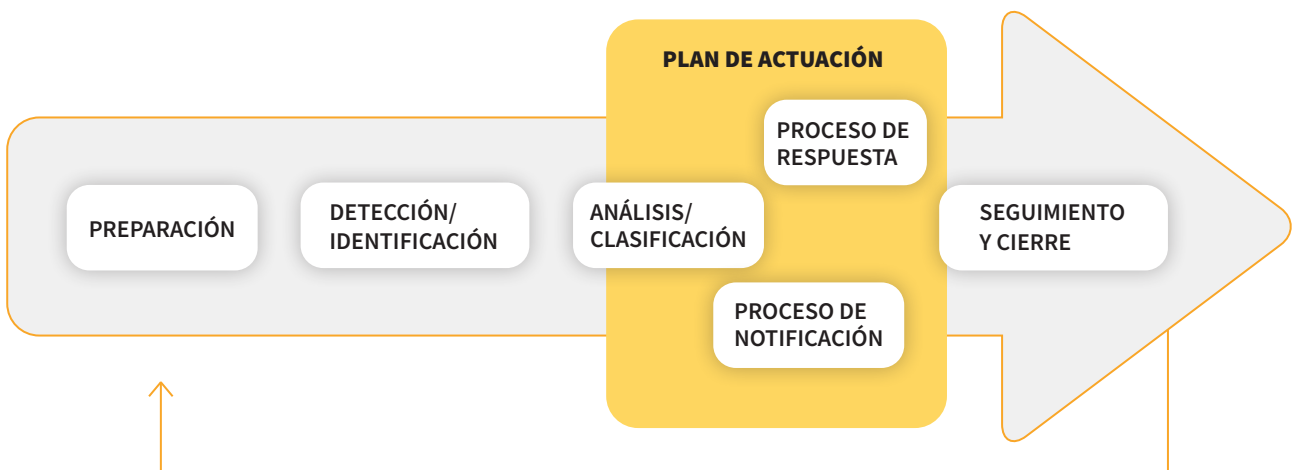 PLAN DE ACTUACIÓN
PROCESO DE
RESPUESTA
PREPARACIÓN
DETECCIÓN/
IDENTIFICACIÓN
ANÁLISIS/
CLASIFICACIÓN
SEGUIMIENTO
Y CIERRE
PROCESO DE
NOTIFICACIÓN